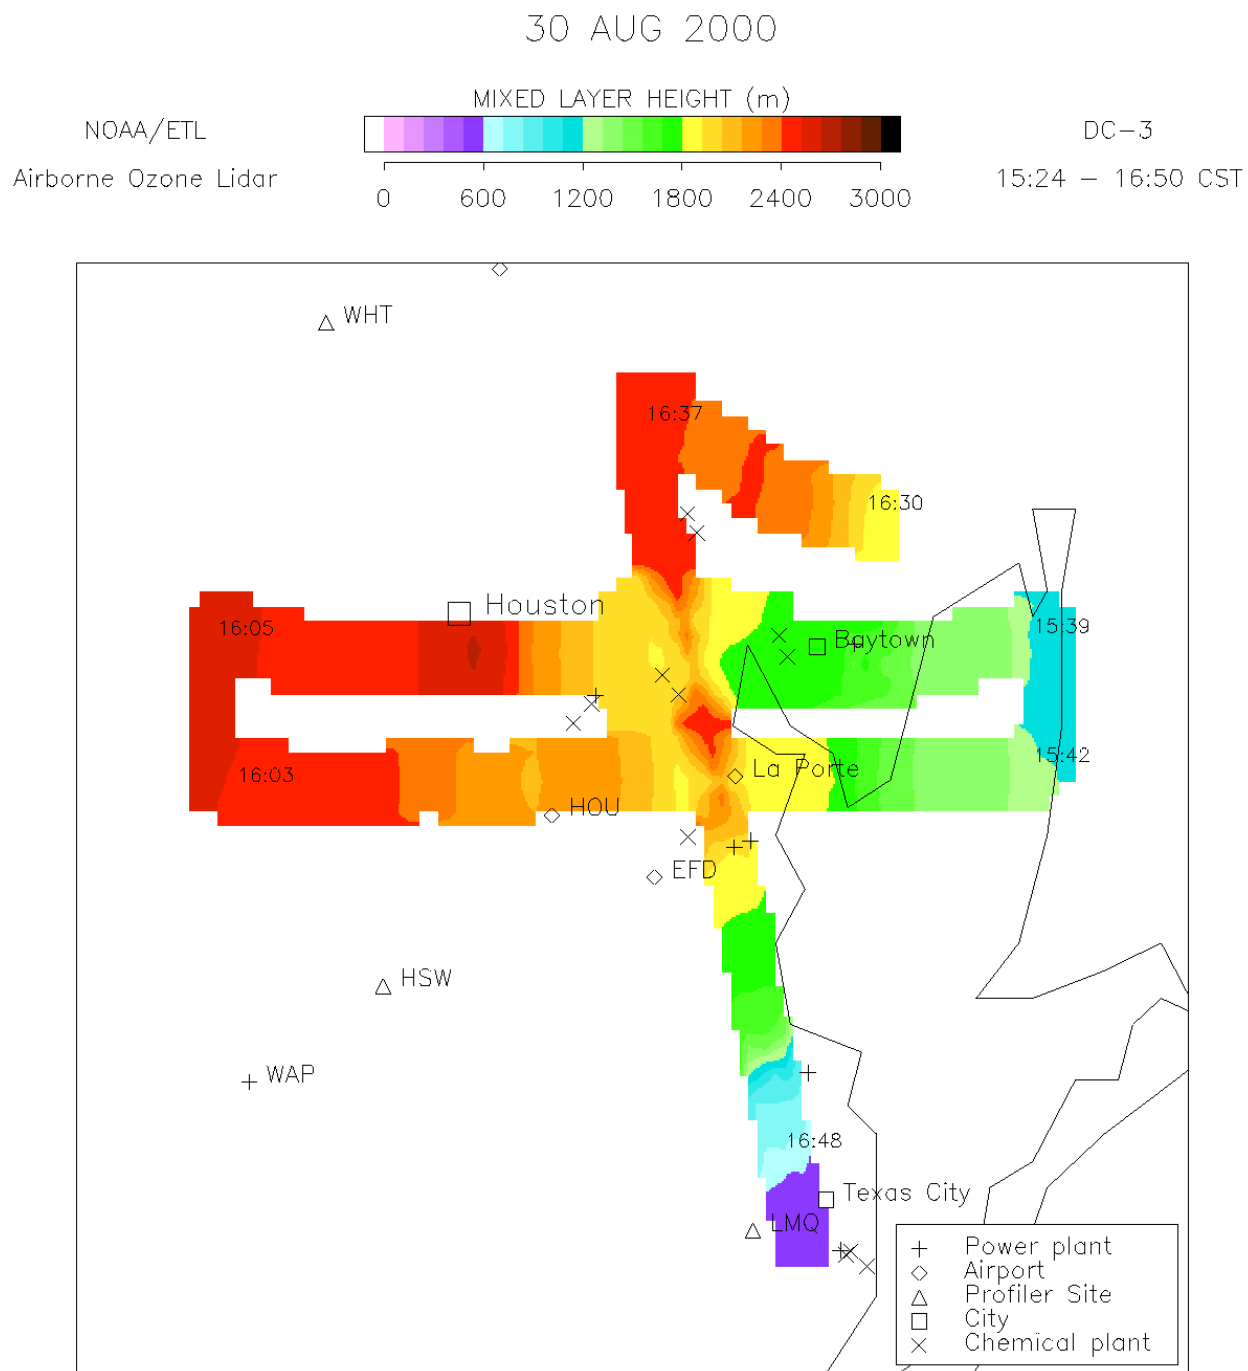 30 AUG 2000
MIXED LAYER HEIGHT (m)
NOAA/ETL
DC-3
Airborne Ozone Lidar
15:24 - 16:50 CST
0 600 1200 1800 2400 3000
WHT
16:37
16:30
Houston
16:05
15:39
Baytown
15:42
16:03
La Porte
HOU
EFD
HSW
WAP
16:48
Texas City
LMQ
Power plant
Airport
Profiler Site
City
Chemical plant